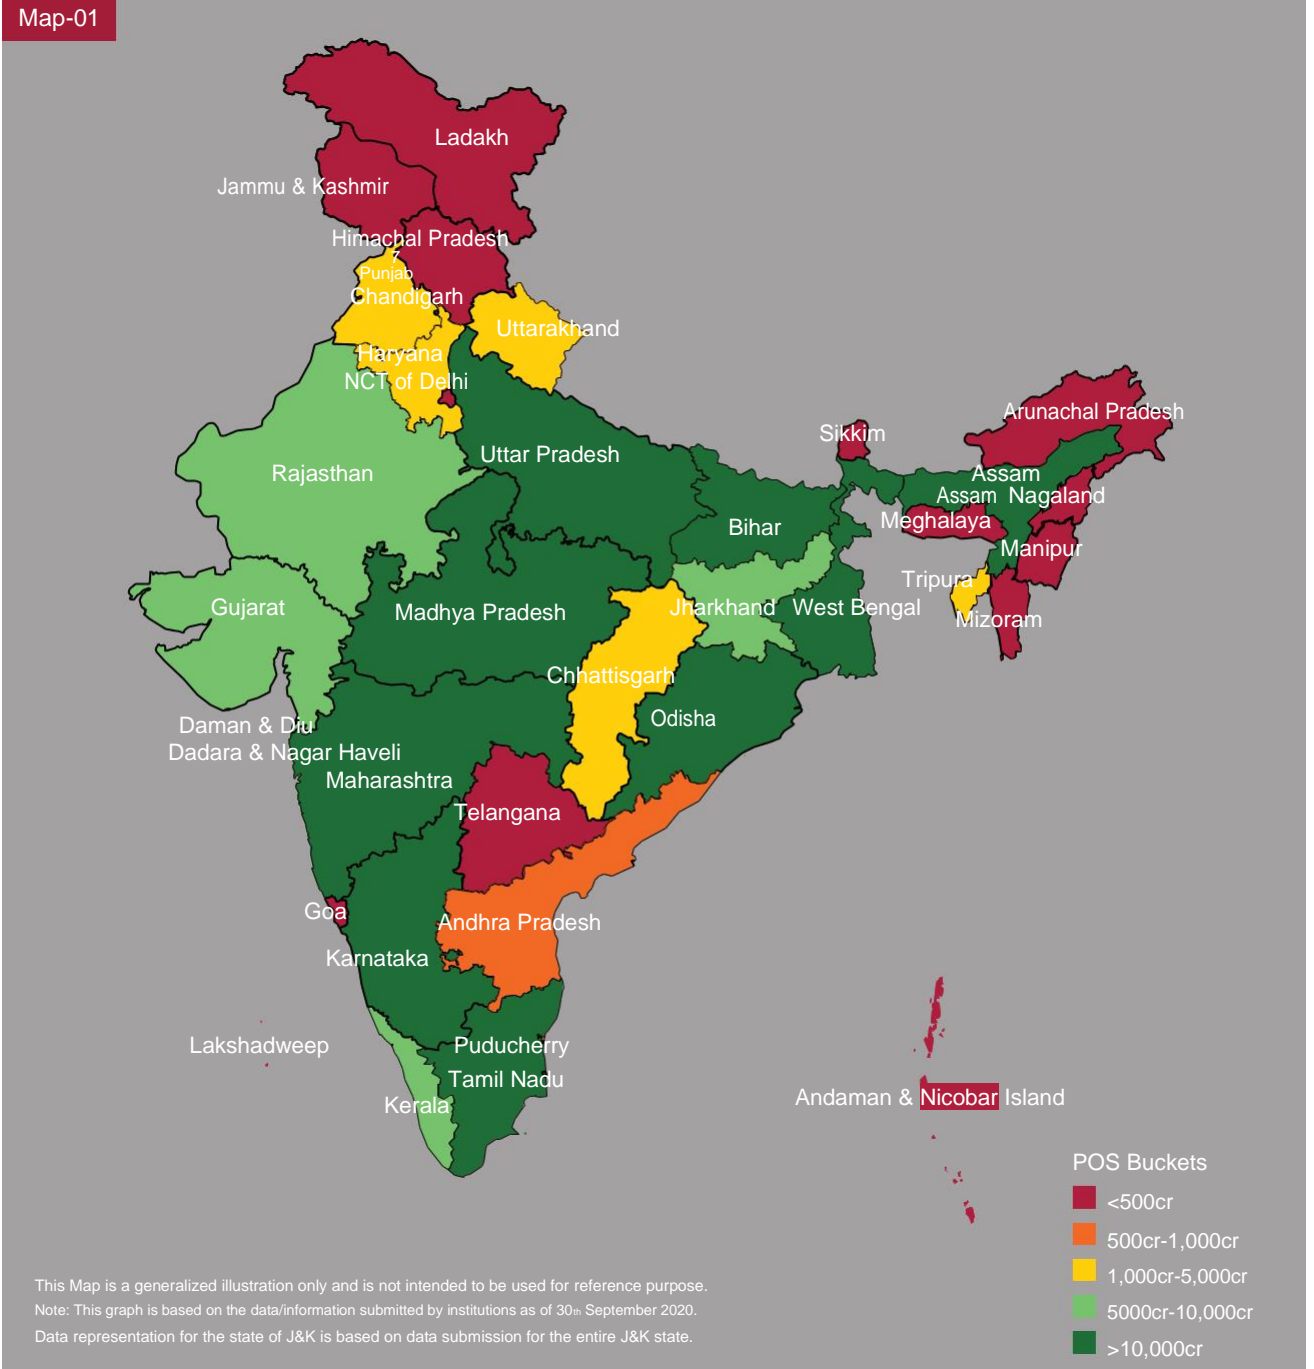 Map-01
Ladakh
Jammu & Kashmir
Himachal Pradesh
7
Punjab
Chandigarh
Uttarakhand
Haryana
NCT of Delhi
Arunachal Pradesh
Sikkim
Uttar Pradesh
Rajasthan
Assam
Assam Nagaland
Meghalaya
Bihar
Manipur
Tripura
Gujarat
Madhya Pradesh
Jharkhand West Bengal
Mizoram
Chhattisgarh
Odisha
Daman & Diu
Dadara & Nagar Haveli
Maharashtra
Telangana
Goa
Andhra Pradesh
Karnataka
Lakshadweep
Puducherry
Tamil Nadu
Kerala
Andaman & Nicobar Island
POS Buckets
<500cr
500cr-1,000cr
1,000cr-5,000cr
5000cr-10,000cr
>10,000cr
This Map is a generalized illustration only and is not intended to be used for reference purpose.
Note: This graph is based on the data/information submitted by institutions as of 30th September 2020.
Data representation for the state of J&K is based on data submission for the entire J&K state.